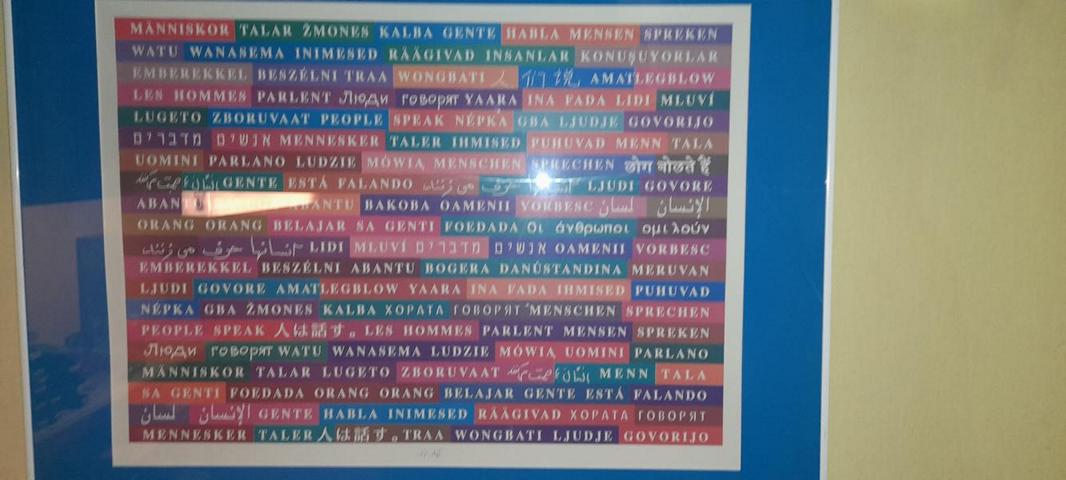 MÄNNISKOR TALAR ŽMONES KALBA GENTE HABLA MENSEN SPREKEN
WATU WANASEMA INIMESED RÄÄGIVAD INSANLAR KONUŞUYORLAR
EMBEREKKEL BESZÉLNI TRAA WONGBATI 人 们 说 AMATLEGBLOW
LES HOMMES PARLENT Люди говорят YAARA INA FADA LIDI MLUVÍ
LUGETO ZBORUVAAT PEOPLE SPEAK NÉPKA GBA LJUDJE GOVORIJO
אנשים מדברים MENNESKER TALER IHMISED PUHUVAD MENN TALA
UOMINI PARLANO LUDZIE MÓWIĄ MENSCHEN SPRECHEN लोग बोलते हैं
GENTE ESTÁ FALANDO انسانها حرف می زنند LJUDI GOVORE
ABANTU BAKOBA OAMENII VORBESC الإنسان لسان
ORANG ORANG BELAJAR SA GENTI FOEDADA Οι άνθρωποι ομιλούν
انسانها حرف می زنند LIDI MLUVÍ אנשים מדברים OAMENII VORBESC
EMBEREKKEL BESZÉLNI ABANTU BOGERA DANÚSTANDINA MERUVAN
LJUDI GOVORE AMATLEGBLOW YAARA INA FADA IHMISED PUHUVAD
NÉPKA GBA ŽMONES KALBA ХОРАТА ГОВОРЯТ MENSCHEN SPRECHEN
PEOPLE SPEAK 人は話す。 LES HOMMES PARLENT MENSEN SPREKEN
Люди говорят WATU WANASEMA LUDZIE MÓWIĄ UOMINI PARLANO
MÄNNISKOR TALAR LUGETO ZBORUVAAT MENN TALA
SA GENTI FOEDADA ORANG ORANG BELAJAR GENTE ESTÁ FALANDO
الإنسان لسان GENTE HABLA INIMESED RÄÄGIVAD ХОРАТА ГОВОРЯТ
MENNESKER TALER 人は話す。 TRAA WONGBATI LJUDJE GOVORIJO